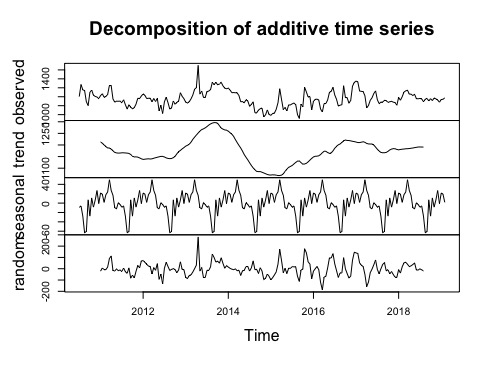 Decomposition of additive time series
observed
1400
1000
trend
1250
1100
seasonal
40
0
-60
random
200
0
-200
2012
2014
2016
2018
Time